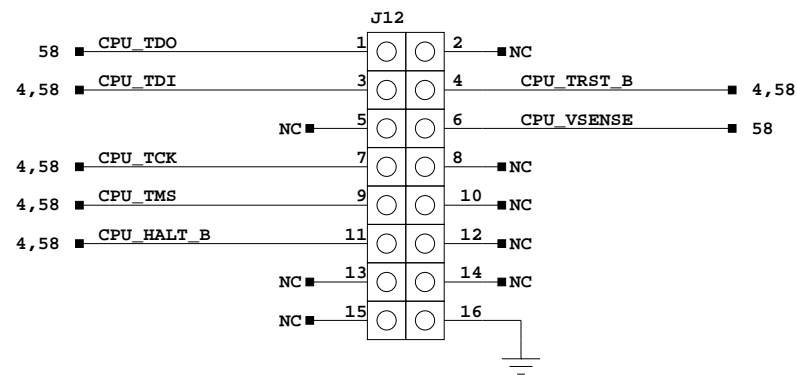 J12
58 CPU_TDO 1 2 NC
4,58 CPU_TDI 3 4 CPU_TRST_B 4,58
NC 5 6 CPU_VSENSE 58
4,58 CPU_TCK 7 8 NC
4,58 CPU_TMS 9 10 NC
4,58 CPU_HALT_B 11 12 NC
NC 13 14 NC
NC 15 16